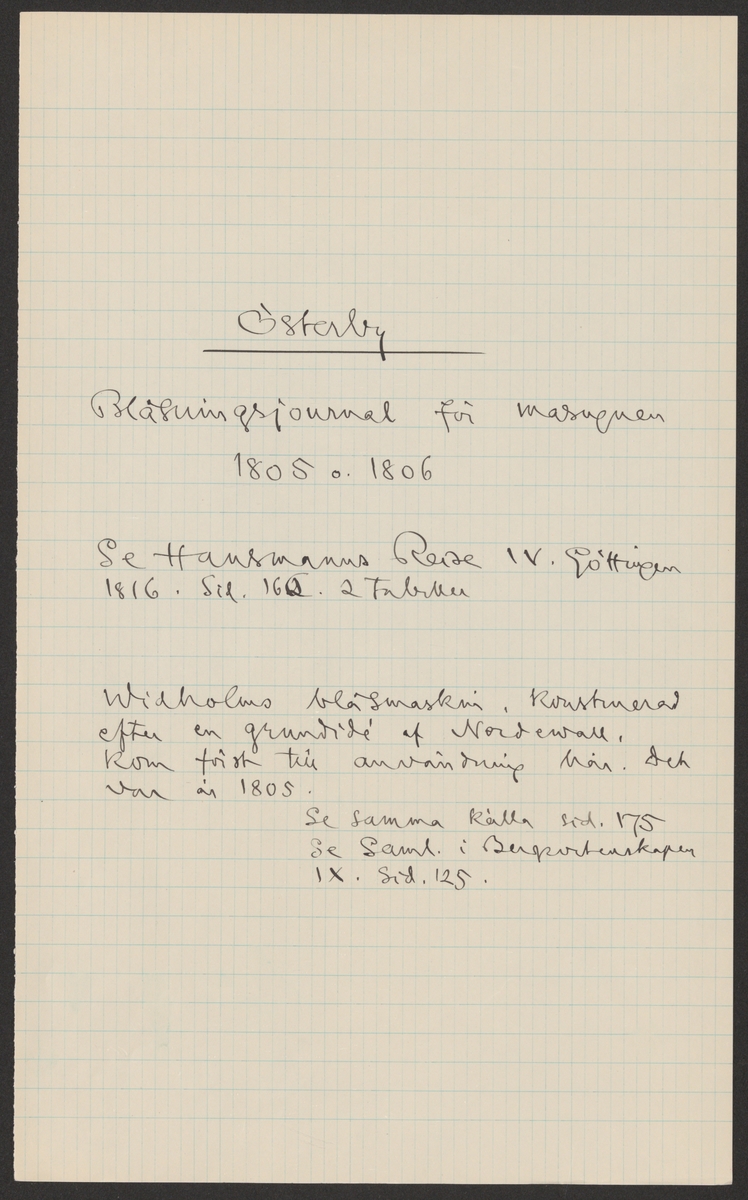 Österby
Blåsningsjournal för masugnen
1805 o. 1806
Se Hausmanns Reise IV. Göttingen
1816. Sid. 162. 2 Tabeller
Widholms blåsmaskin, konstruerad
efter en grundidé af Nordewall,
kom först till användning här. Det
var år 1805.
Se samma källa sid. 175
Se Saml. i Bergvetenskapen
IX. Sid. 125.